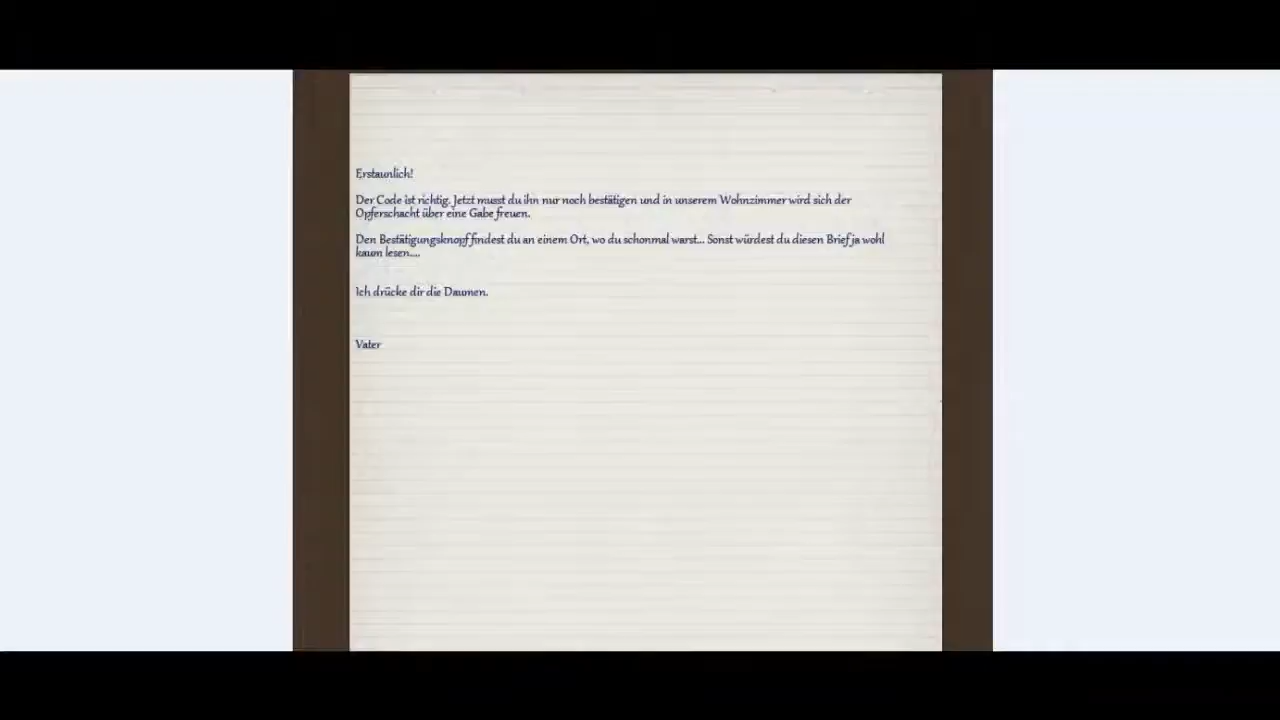 Erstaunlich!
Der Code ist richtig. Jetzt musst du ihn nur noch bestätigen und in unserem Wohnzimmer wird sich der
Opferschacht über eine Gabe freuen.
Den Bestätigungsknopf findest du an einem Ort, wo du schonmal warst... Sonst würdest du diesen Brief ja wohl
kaum lesen....
Ich drücke dir die Daumen.
Vater